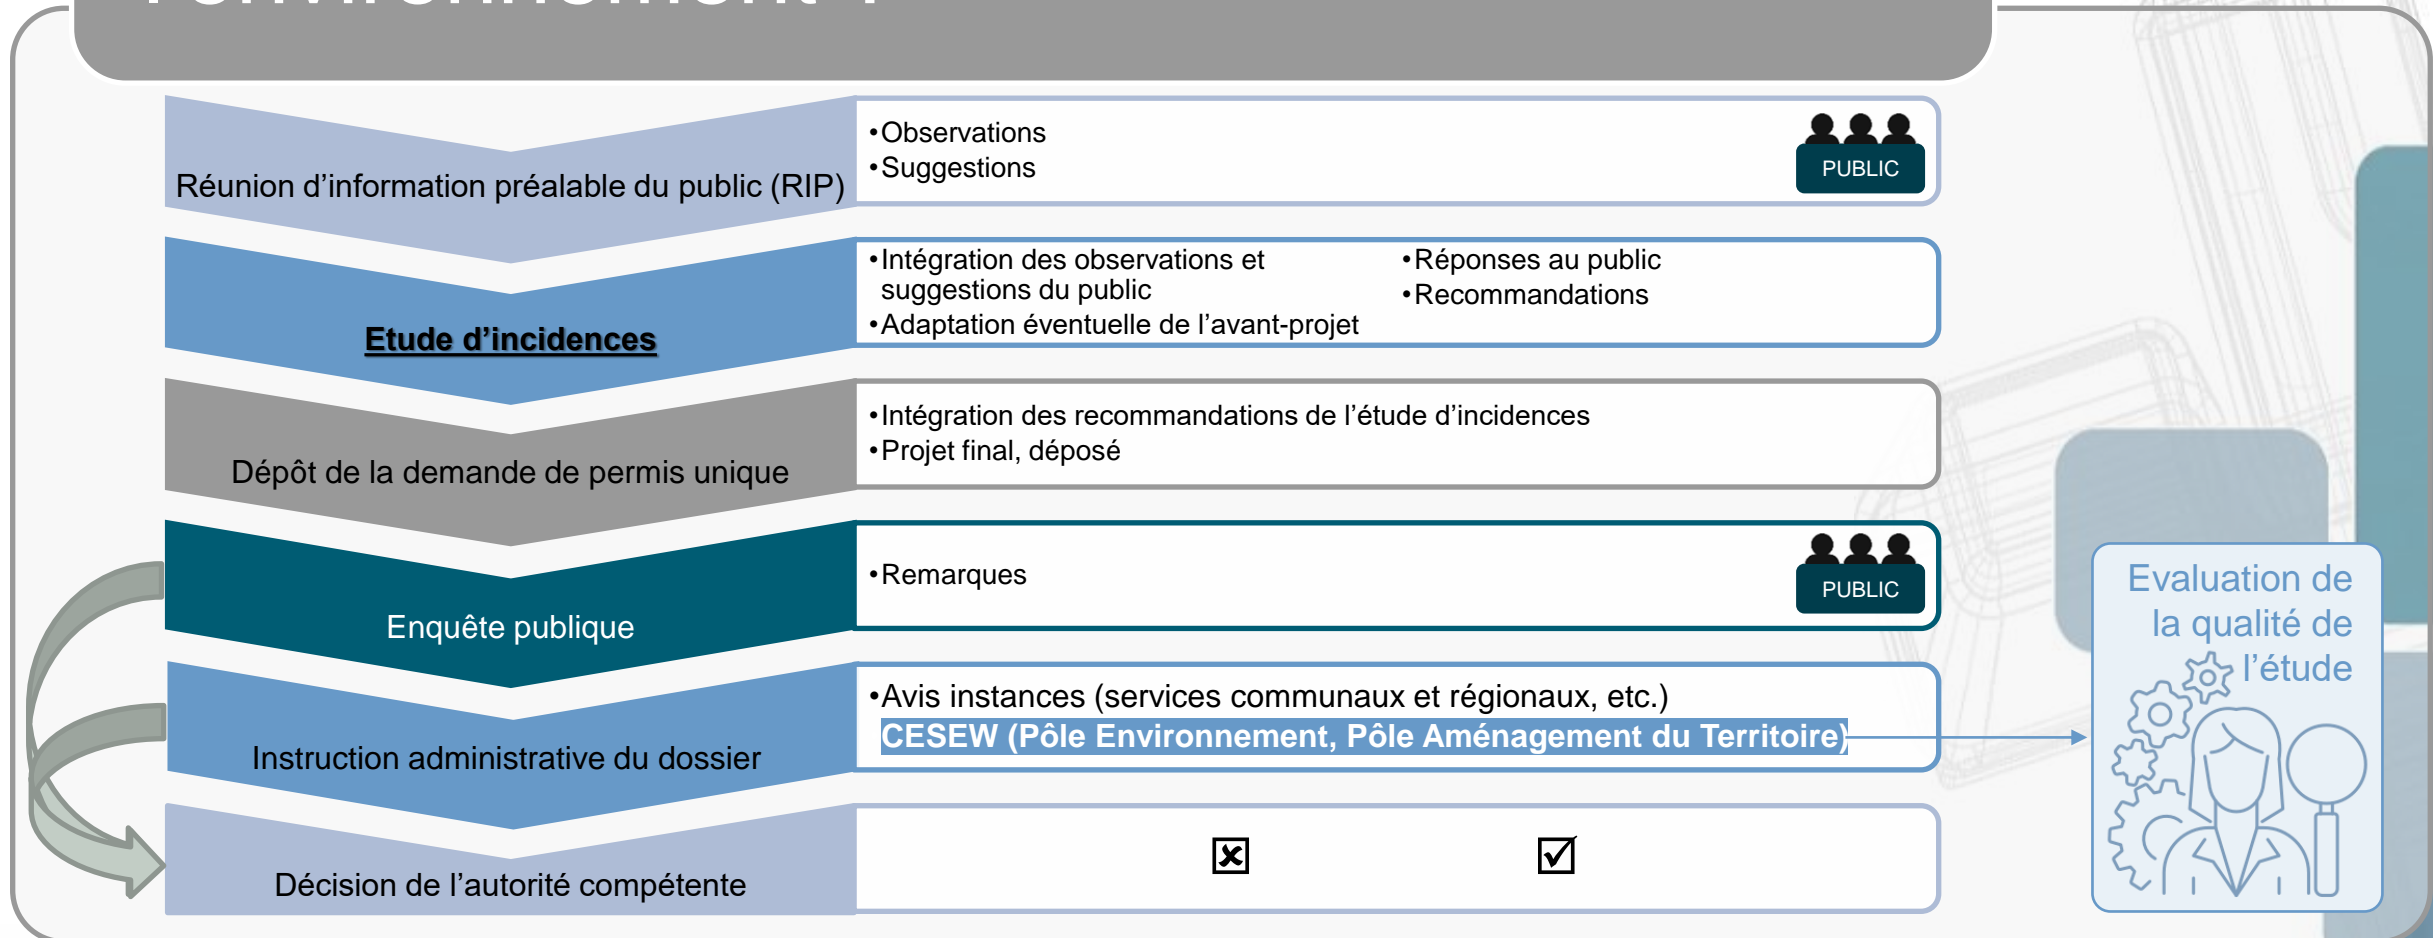 l'environnement ?
Réunion d’information préalable du public (RIP)
•Observations
•Suggestions
PUBLIC
Etude d’incidences
•Intégration des observations et
suggestions du public
•Adaptation éventuelle de l’avant-projet
•Réponses au public
•Recommandations
Dépôt de la demande de permis unique
•Intégration des recommandations de l’étude d’incidences
•Projet final, déposé
Enquête publique
•Remarques
PUBLIC
Instruction administrative du dossier
•Avis instances (services communaux et régionaux, etc.)
CESEW (Pôle Environnement, Pôle Aménagement du Territoire)
Evaluation de
la qualité de
l’étude
Décision de l’autorité compétente
☒ ☑